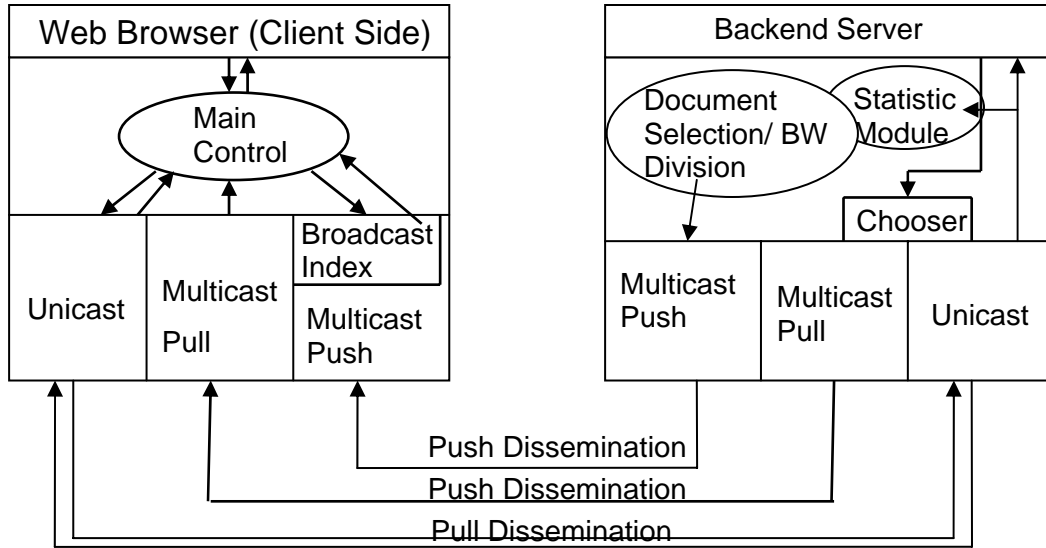 Web Browser (Client Side)
Main
Control
Unicast
Multicast
Pull
Broadcast
Index
Multicast
Push
Backend Server
Document
Selection/ BW
Division
Statistic
Module
Chooser
Multicast
Push
Multicast
Pull
Unicast
Push Dissemination
Push Dissemination
Pull Dissemination